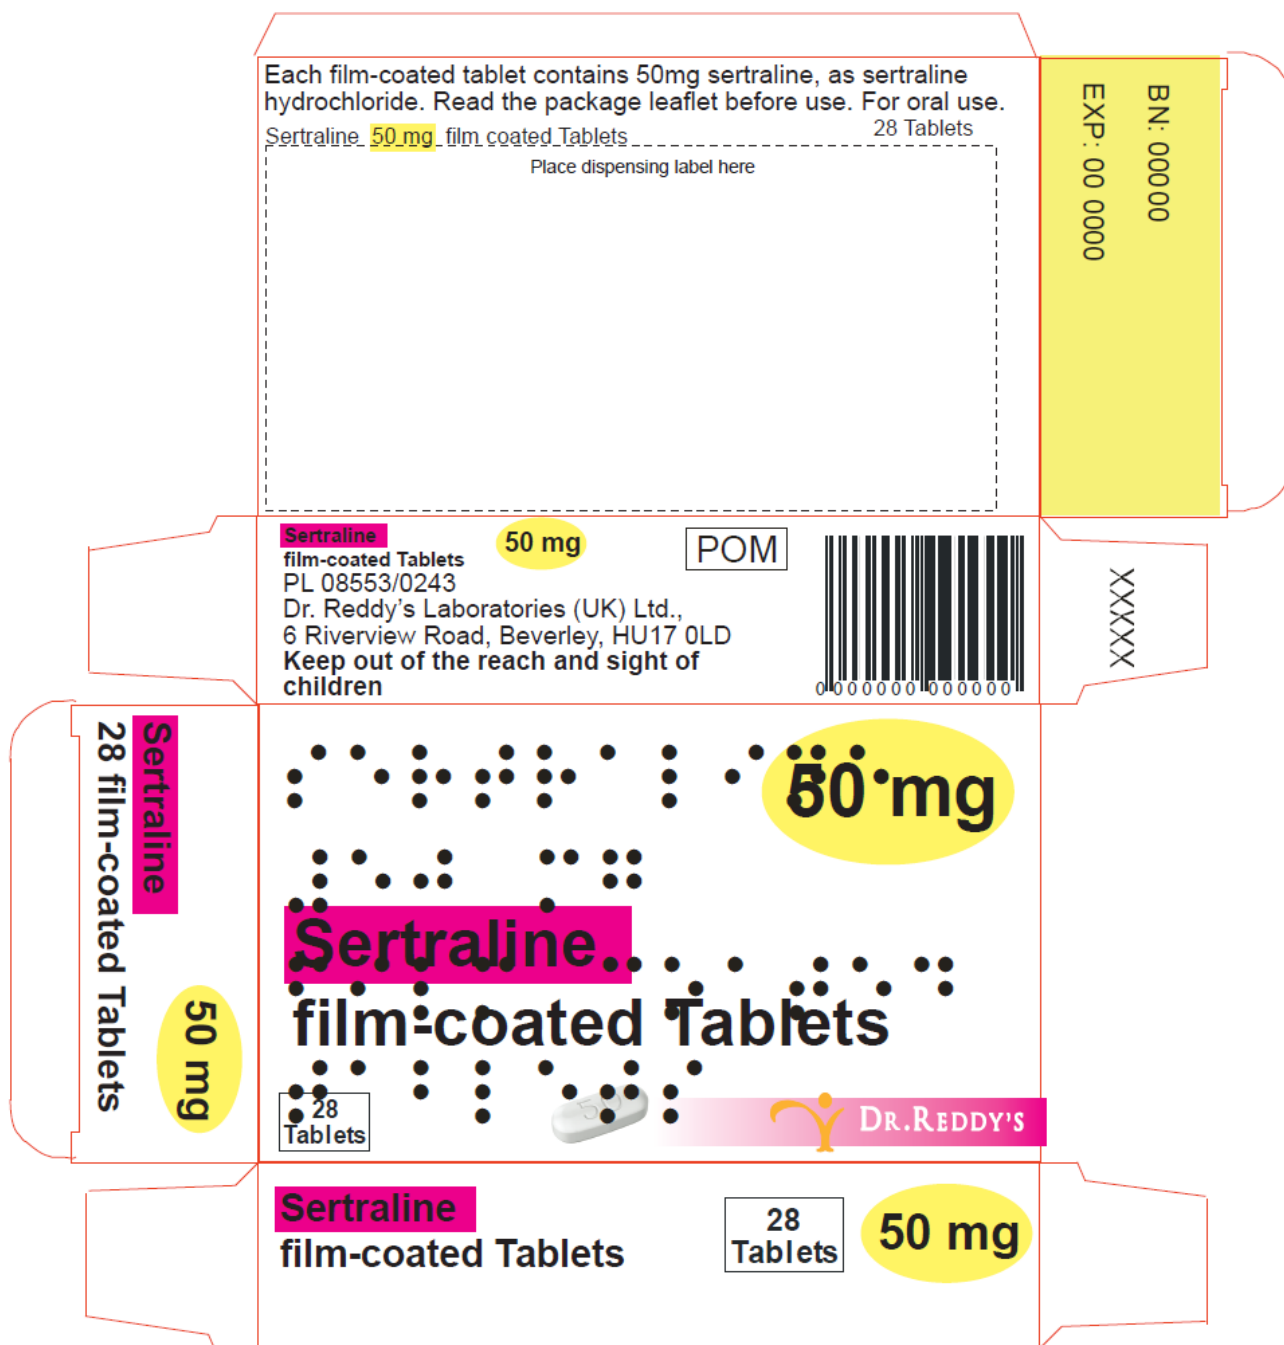 Each film-coated tablet contains 50mg sertraline, as sertraline
hydrochloride. Read the package leaflet before use. For oral use.
Sertraline 50 mg film coated Tablets
28 Tablets
Place dispensing label here
BN: 00000
EXP: 00 0000
Sertraline
film-coated Tablets
50 mg
POM
PL 08553/0243
Dr. Reddy's Laboratories (UK) Ltd.,
6 Riverview Road, Beverley, HU17 0LD
Keep out of the reach and sight of
children
0 000000 000000
XXXXX
Sertraline
28 film-coated Tablets
50 mg
50 mg
Sertraline
film-coated Tablets
28
Tablets
50
DR.REDDY'S
Sertraline
film-coated Tablets
28
Tablets
50 mg